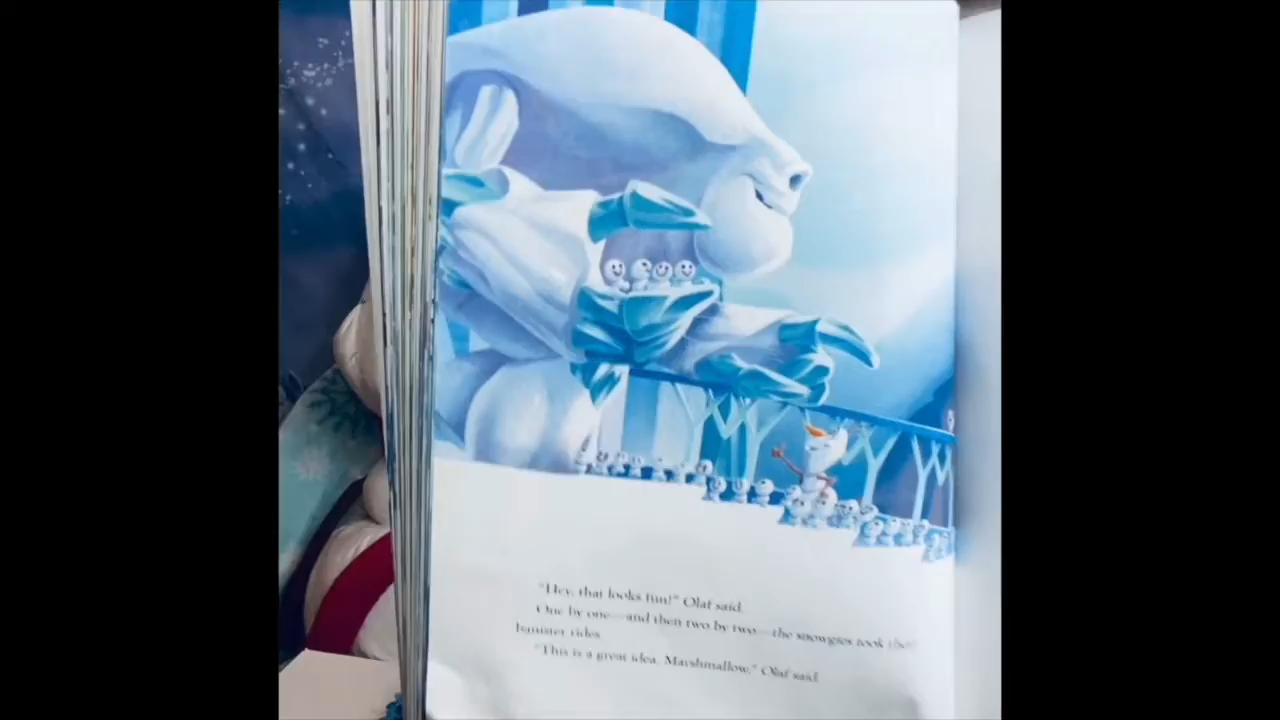 "Hey, that looks fun!" Olaf said.
One by one—and then two by two—the snowgies took their
banister rides.
"This is a great idea, Marshmallow," Olaf said.